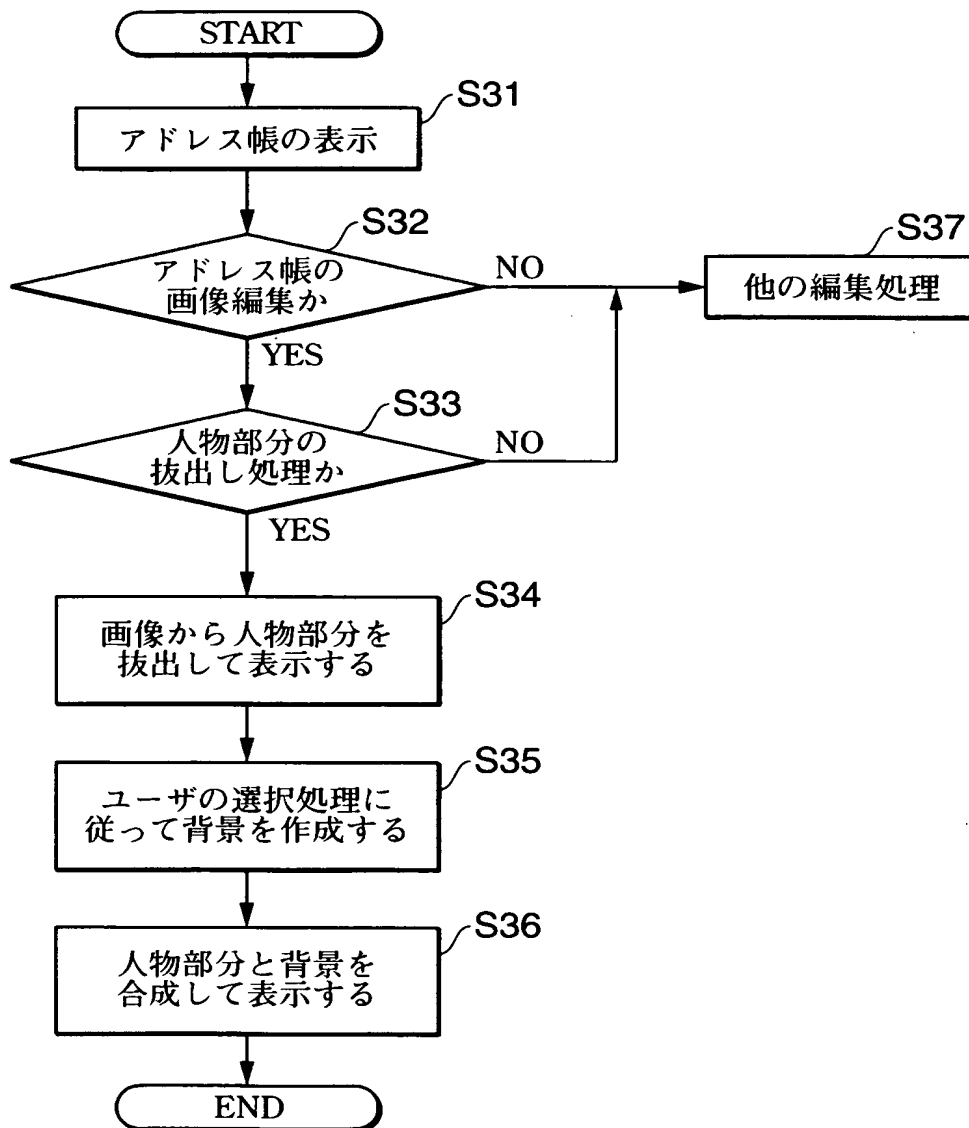 START
S31
アドレス帳の表示
S32
アドレス帳の
画像編集か
NO
S37
他の編集処理
YES
S33
人物部分の
抜出し処理か
NO
YES
S34
画像から人物部分を
抜出して表示する
S35
ユーザの選択処理に
従って背景を作成する
S36
人物部分と背景を
合成して表示する
END